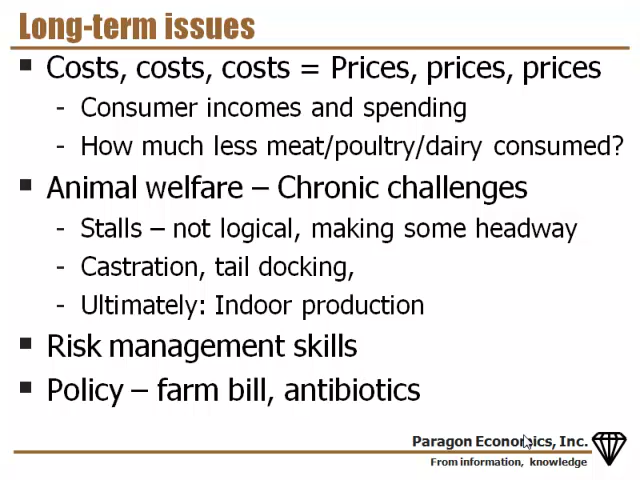 Long-term issues
▪ Costs, costs, costs = Prices, prices, prices
- Consumer incomes and spending
- How much less meat/poultry/dairy consumed?
▪ Animal welfare – Chronic challenges
- Stalls – not logical, making some headway
- Castration, tail docking,
- Ultimately: Indoor production
▪ Risk management skills
▪ Policy – farm bill, antibiotics
Paragon Economics, Inc.
From information, knowledge